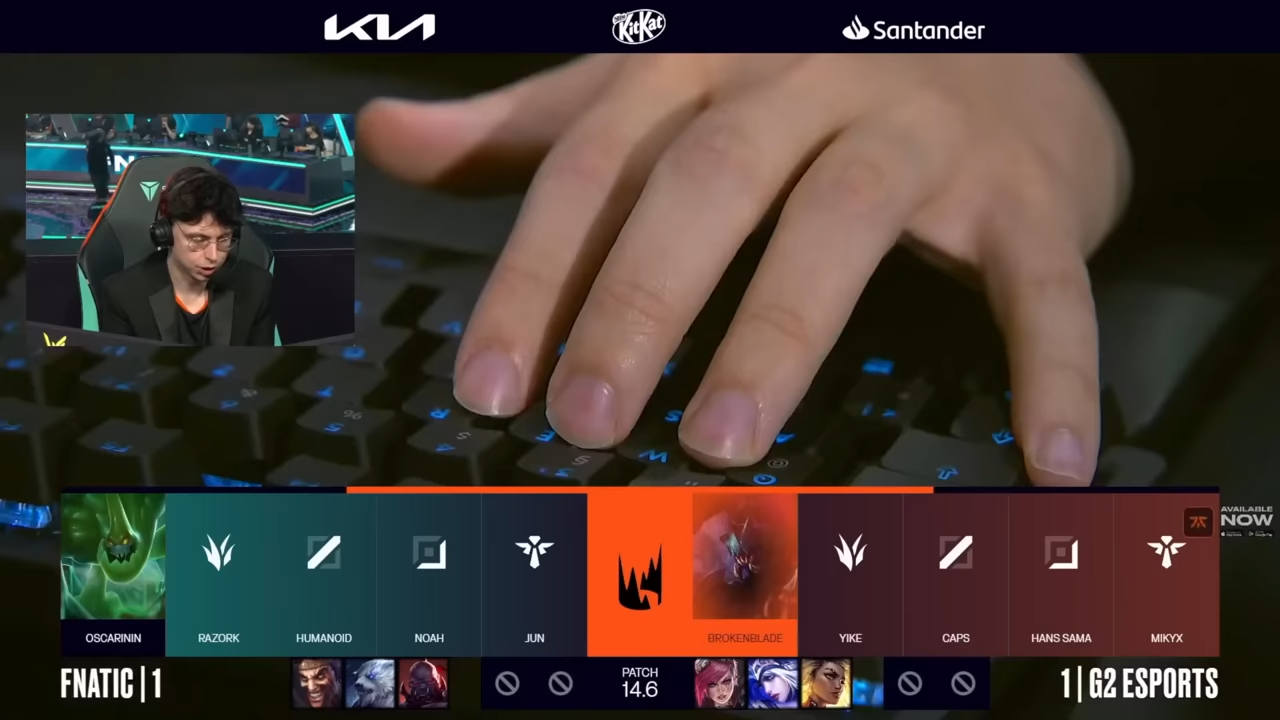 KIA
KitKat
Santander
AVAILABLE
NOW
OSCARININ
RAZORK
HUMANOID
NOAH
JUN
BROKENBLADE
YIKE
CAPS
HANS SAMA
MIKYX
FNATIC | 1
PATCH
14.6
1 | G2 ESPORTS